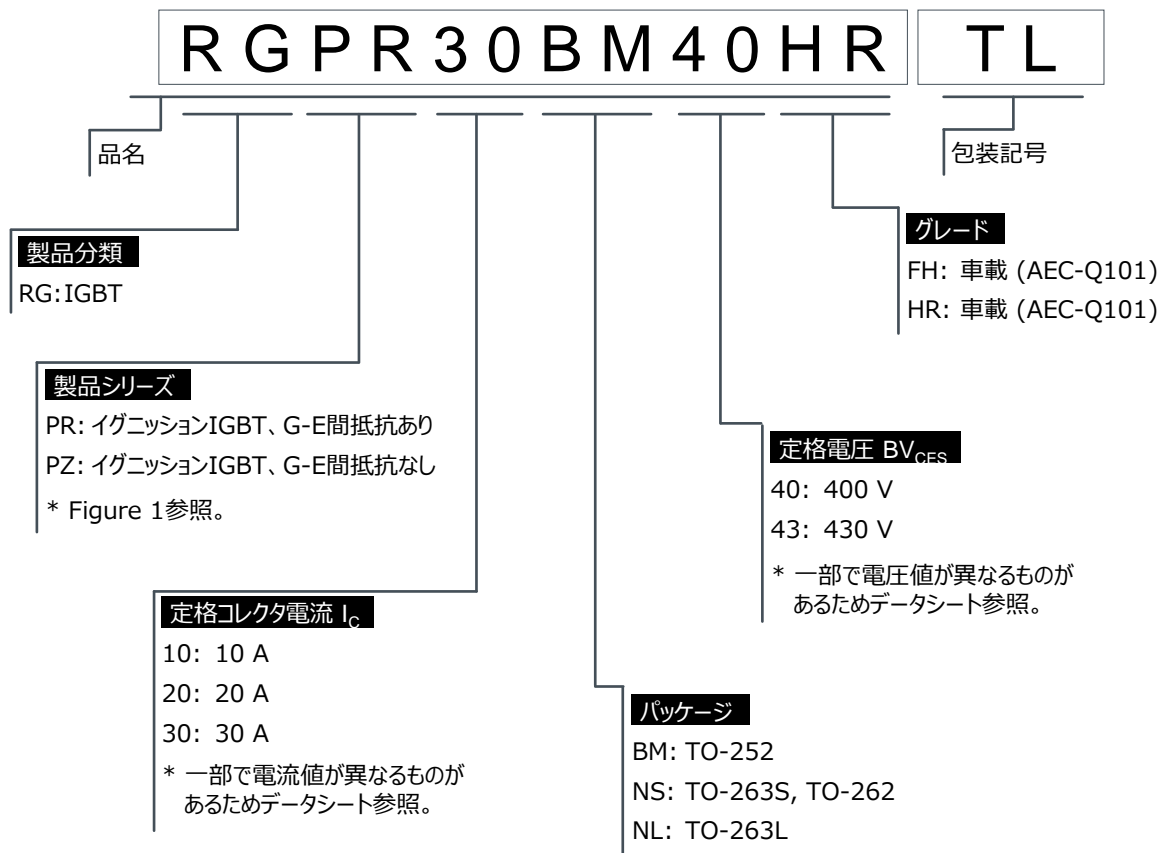 RGPR30BM40HR TL
品名
包装記号
製品分類
RG:IGBT
グレード
FH: 車載 (AEC-Q101)
HR: 車載 (AEC-Q101)
製品シリーズ
PR: イグニッションIGBT、G-E間抵抗あり
PZ: イグニッションIGBT、G-E間抵抗なし
* Figure 1参照。
定格電圧 BVCES
40: 400 V
43: 430 V
* 一部で電圧値が異なるものが
あるためデータシート参照。
定格コレクタ電流 IC
10: 10 A
20: 20 A
30: 30 A
* 一部で電流値が異なるものが
あるためデータシート参照。
パッケージ
BM: TO-252
NS: TO-263S, TO-262
NL: TO-263L